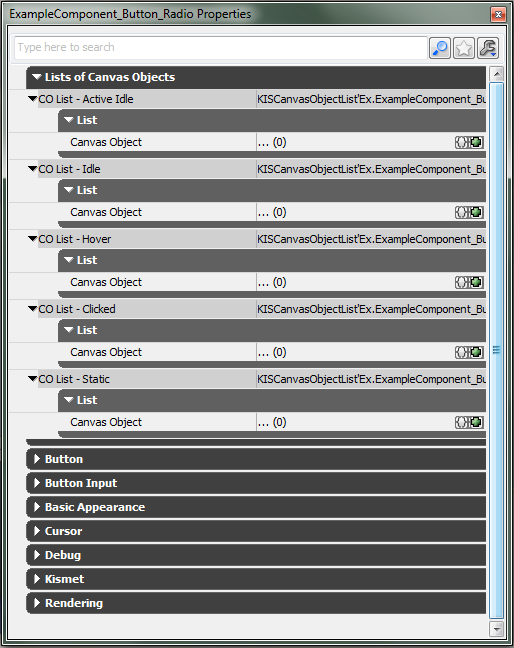 ExampleComponent_Button_Radio Properties
Type here to search
Lists of Canvas Objects
CO List - Active Idle KISCanvasObjectList'Ex.ExampleComponent_Bu
List
Canvas Object ... (0)
CO List - Idle KISCanvasObjectList'Ex.ExampleComponent_Bu
List
Canvas Object ... (0)
CO List - Hover KISCanvasObjectList'Ex.ExampleComponent_Bu
List
Canvas Object ... (0)
CO List - Clicked KISCanvasObjectList'Ex.ExampleComponent_Bu
List
Canvas Object ... (0)
CO List - Static KISCanvasObjectList'Ex.ExampleComponent_Bu
List
Canvas Object ... (0)
Button
Button Input
Basic Appearance
Cursor
Debug
Kismet
Rendering